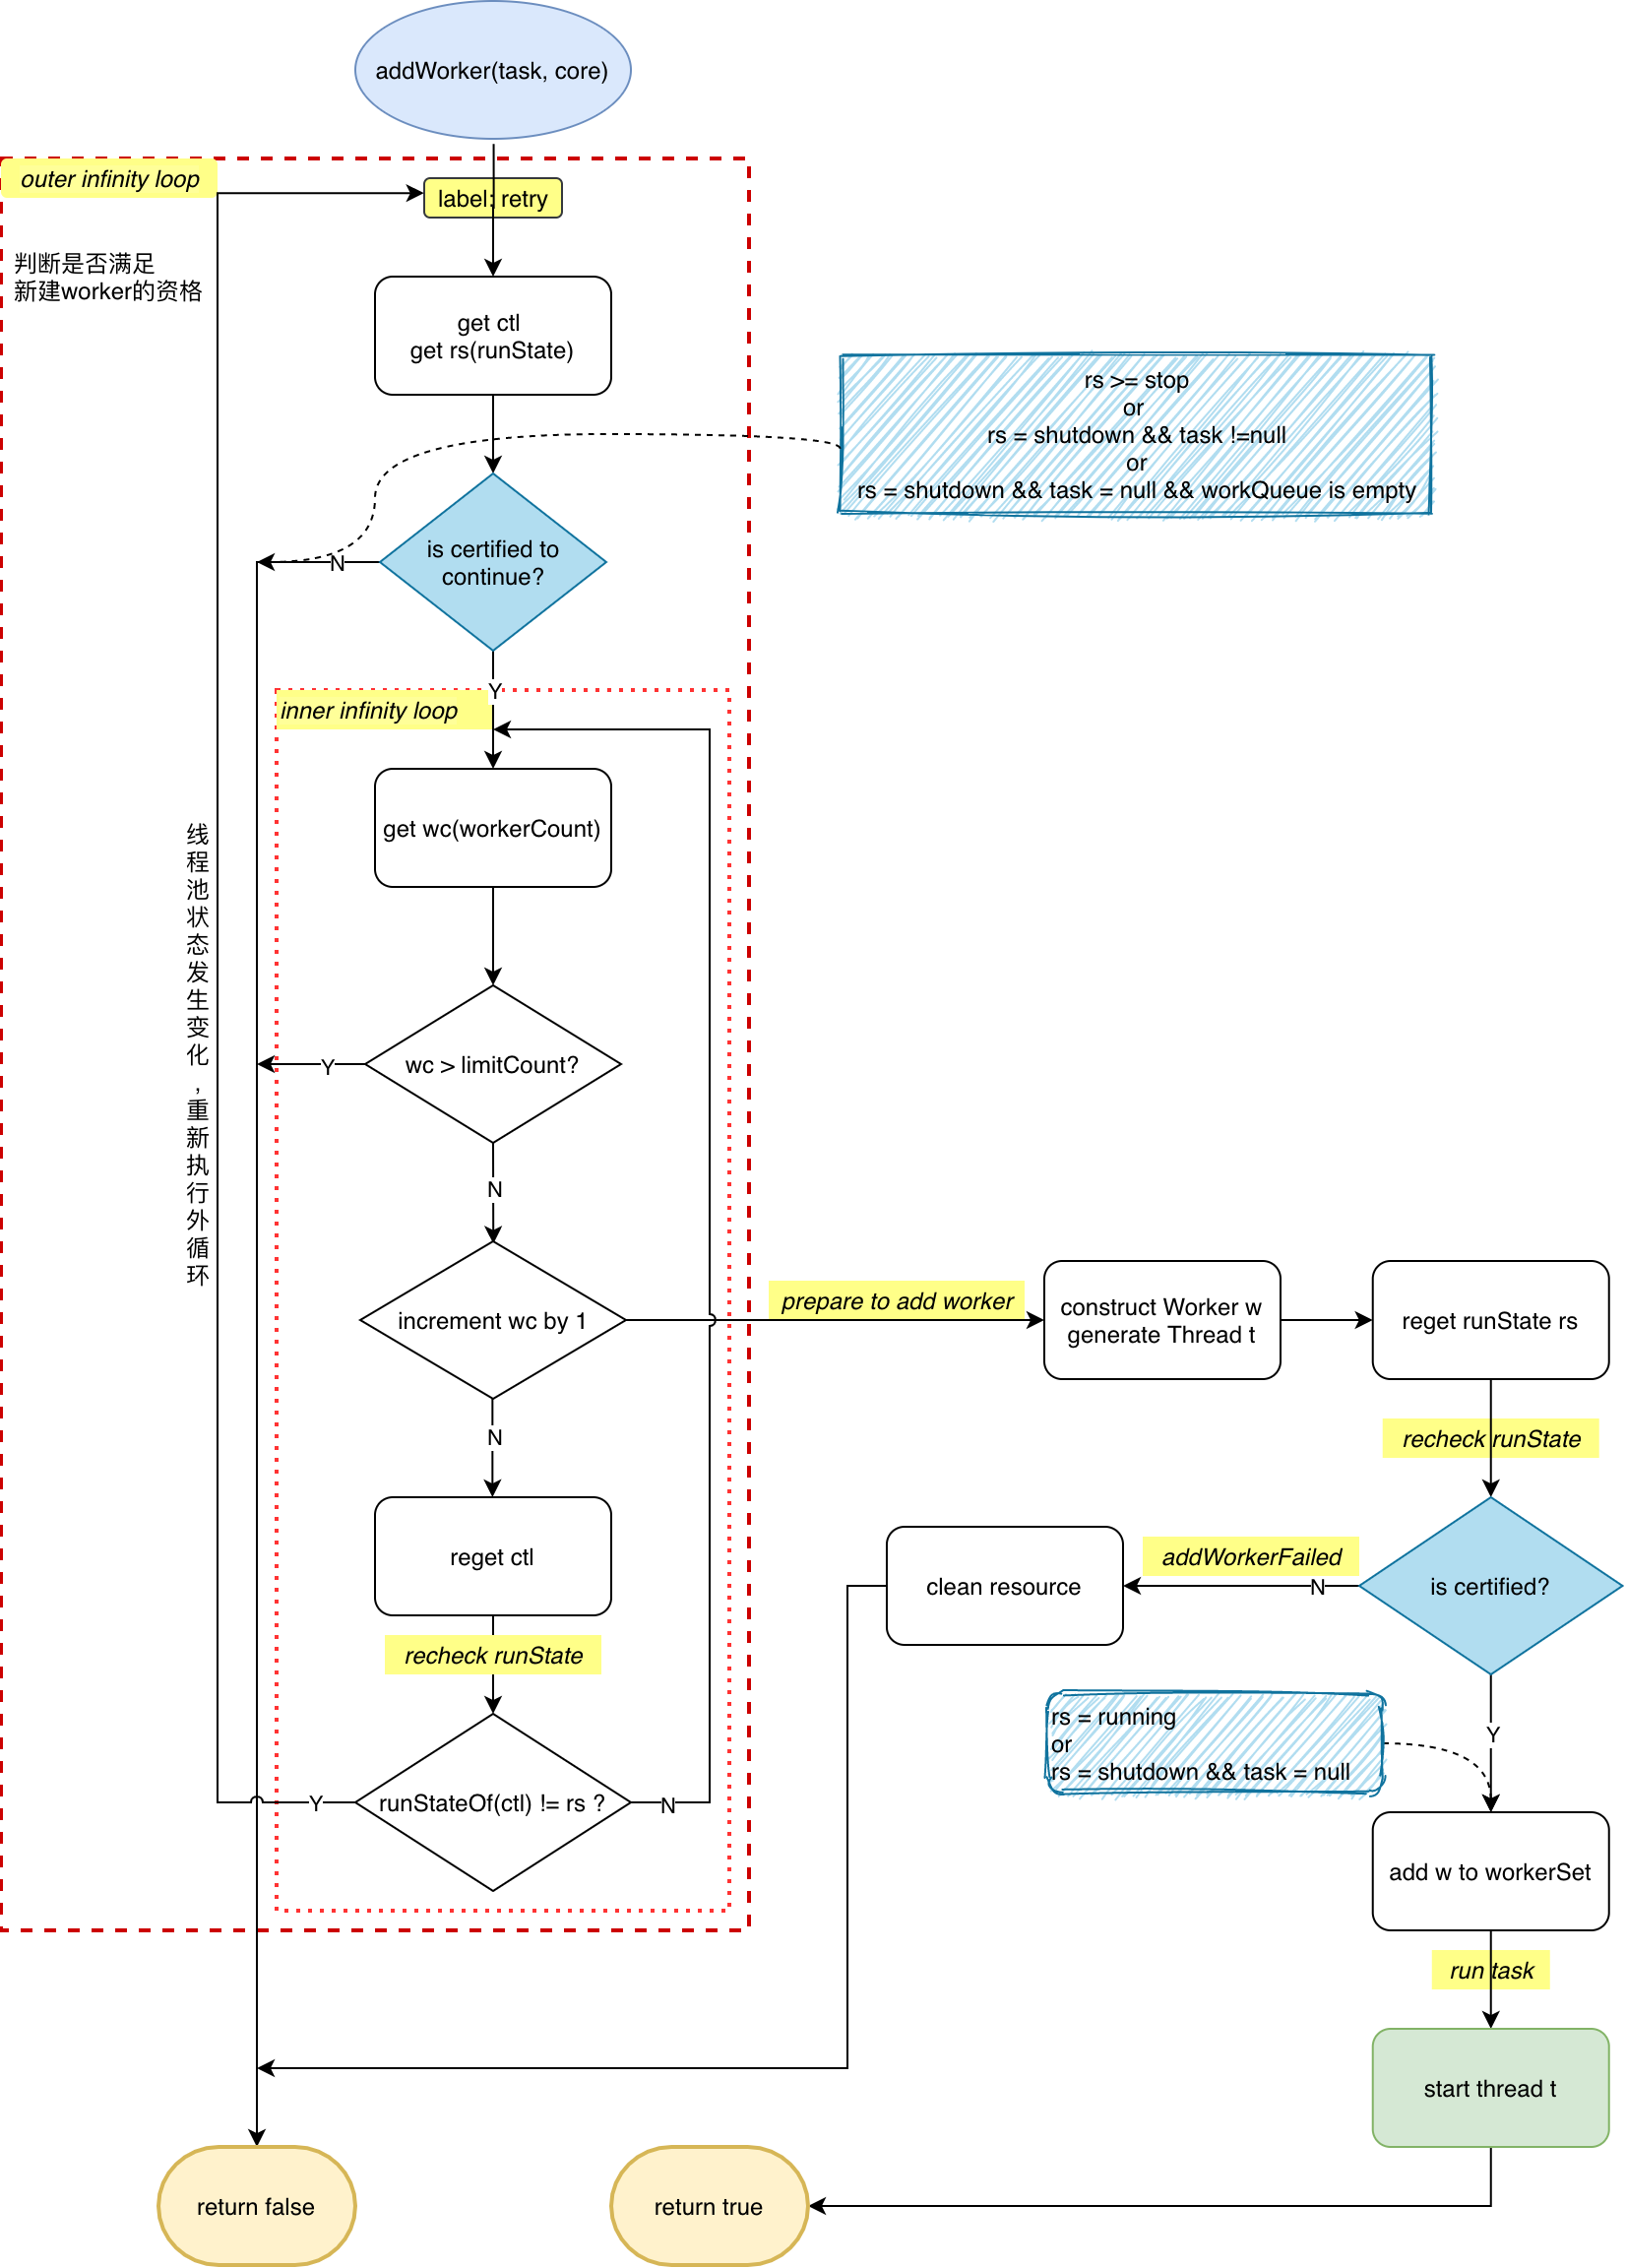 addWorker(task, core)
outer infinity loop
label: retry
判断是否满足
新建worker的资格
get ctl
get rs(runState)
rs >= stop
or
rs = shutdown && task !=null
or
rs = shutdown && task = null && workQueue is empty
is certified to
continue?
N
Y
inner infinity loop
get wc(workerCount)
线程池状态发生变化,重新执行外循环
wc > limitCount?
Y
N
increment wc by 1
prepare to add worker
construct Worker w
generate Thread t
reget runState rs
N
recheck runState
reget ctl
clean resource
addWorkerFailed
N
is certified?
recheck runState
rs = running
or
rs = shutdown && task = null
Y
runStateOf(ctl) != rs ?
Y
N
add w to workerSet
run task
start thread t
return false
return true